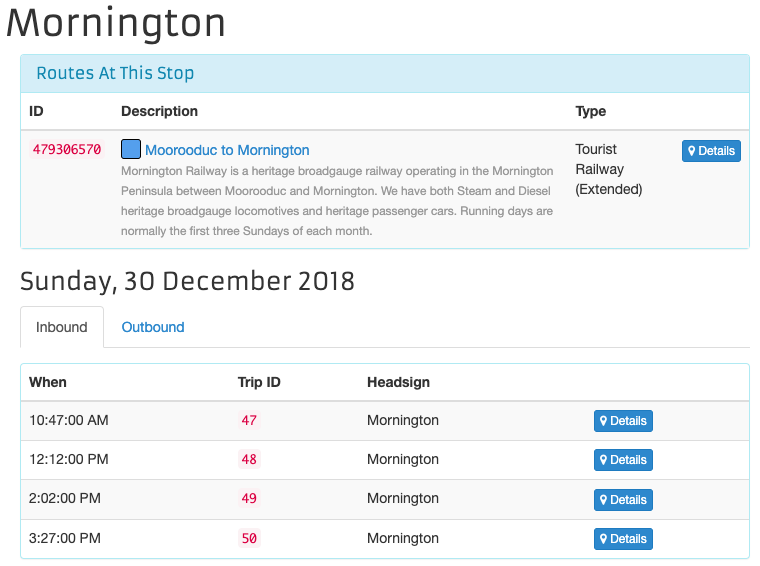 Mornington
Routes At This Stop
ID Description Type
479306570 Moorooduc to Mornington Tourist Railway (Extended) Details
Mornington Railway is a heritage broadgauge railway operating in the Mornington
Peninsula between Moorooduc and Mornington. We have both Steam and Diesel
heritage broadgauge locomotives and heritage passenger cars. Running days are
normally the first three Sundays of each month.
Sunday, 30 December 2018
Inbound Outbound
When Trip ID Headsign
10:47:00 AM 47 Mornington Details
12:12:00 PM 48 Mornington Details
2:02:00 PM 49 Mornington Details
3:27:00 PM 50 Mornington Details